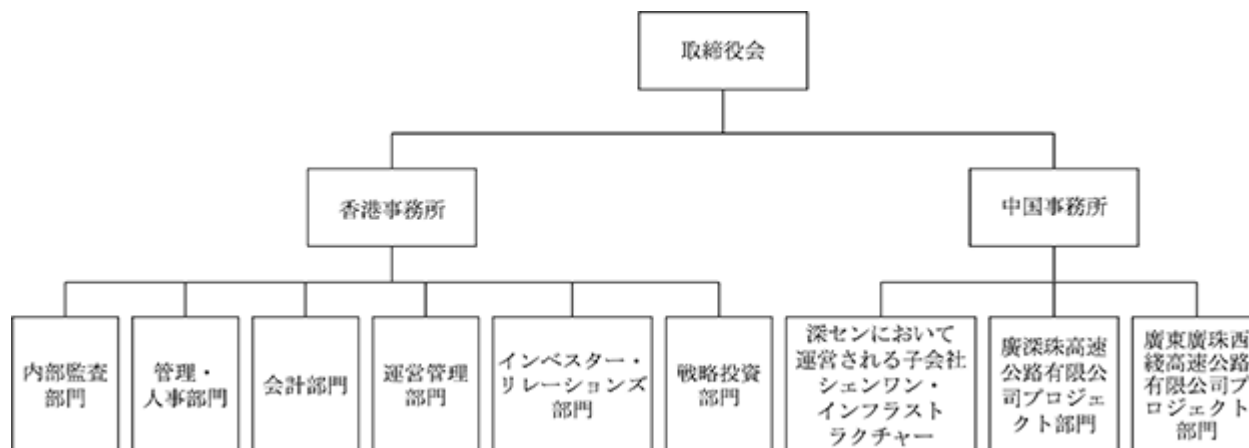 取締役会
香港事務所
中国事務所
内部監査
部門
管理・
人事部門
会計部門
運営管理
部門
インベスター・
リレーションズ
部門
戦略投資
部門
深センにおいて
運営される子会社
シェンワン・
インフラスト
ラクチャー
廣深珠高速
公路有限公
司プロジェ
クト部門
廣東廣珠西
綫高速公路
有限公司プ
ロジェクト
部門